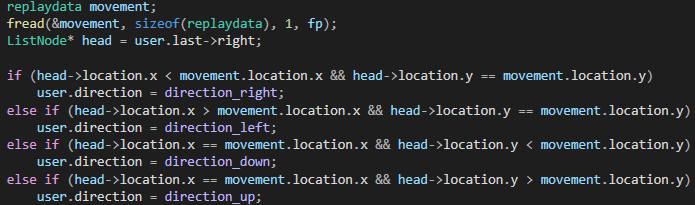 replaydata movement;
fread(&movement, sizeof(replaydata), 1, fp);
ListNode* head = user.last->right;
if (head->location.x < movement.location.x && head->location.y == movement.location.y)
user.direction = direction_right;
else if (head->location.x > movement.location.x && head->location.y == movement.location.y)
user.direction = direction_left;
else if (head->location.x == movement.location.x && head->location.y < movement.location.y)
user.direction = direction_down;
else if (head->location.x == movement.location.x && head->location.y > movement.location.y)
user.direction = direction_up;